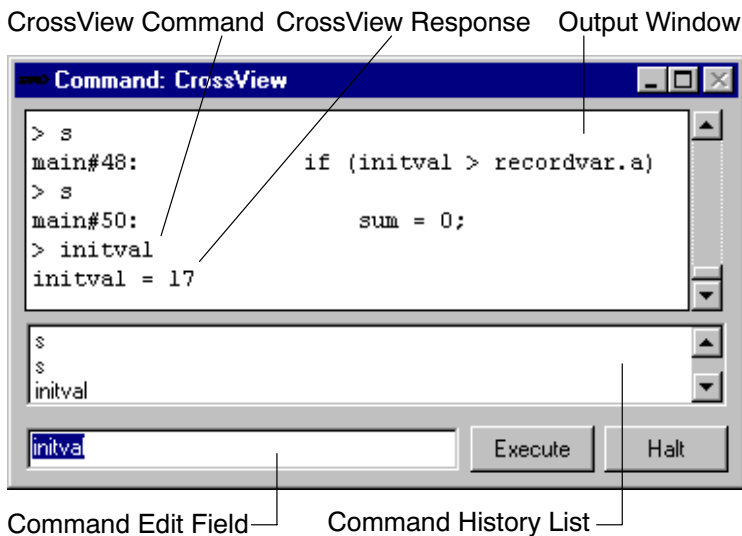 CrossView Command CrossView Response Output Window
Command: CrossView
> s
main#48: if (initval > recordvar.a)
> s
main#50: sum = 0;
> initval
initval = 17
s
s
initval
initval Execute Halt
Command Edit Field Command History List